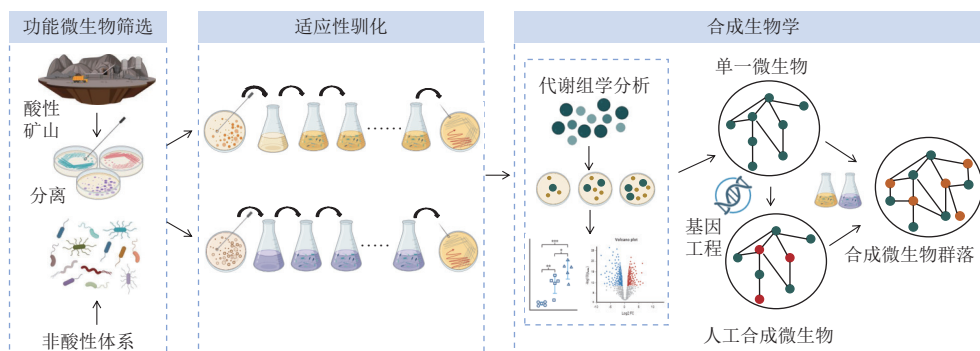 功能微生物筛选
适应性驯化
合成生物学
酸性
矿山
分离
非酸性体系
……
……
代谢组学分析
Volcano plot
单一微生物
基因
工程
人工合成微生物
合成微生物群落